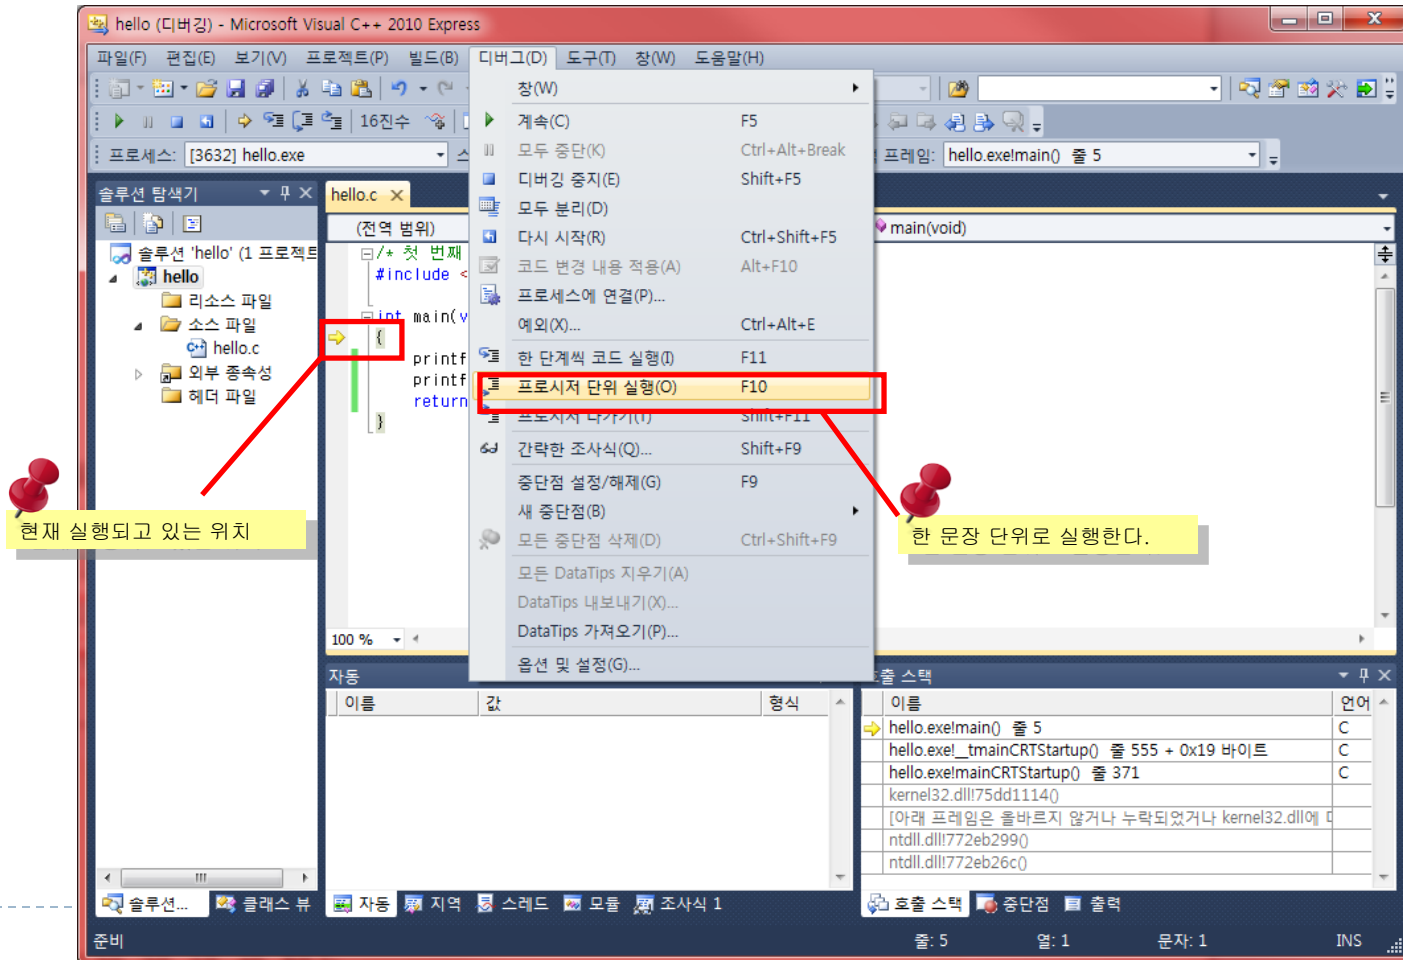 hello (디버깅) - Microsoft Visual C++ 2010 Express
파일(F) 편집(E) 보기(V) 프로젝트(P) 빌드(B) 디버그(D) 도구(T) 창(W) 도움말(H)
16진수
프로세스: [3632] hello.exe
프레임: hello.exe!main() 줄 5
창(W)
계속(C) F5
모두 중단(K) Ctrl+Alt+Break
디버깅 중지(E) Shift+F5
모두 분리(D)
다시 시작(R) Ctrl+Shift+F5
코드 변경 내용 적용(A) Alt+F10
프로세스에 연결(P)...
예외(X)... Ctrl+Alt+E
한 단계씩 코드 실행(I) F11
프로시저 단위 실행(O) F10
프로시저 나가기(T) Shift+F11
간략한 조사식(Q)... Shift+F9
중단점 설정/해제(G) F9
새 중단점(B)
모든 중단점 삭제(D) Ctrl+Shift+F9
모든 DataTips 지우기(A)
DataTips 내보내기(X)...
DataTips 가져오기(P)...
옵션 및 설정(G)...
솔루션 탐색기
솔루션 'hello' (1 프로젝트
hello
리소스 파일
소스 파일
hello.c
외부 종속성
헤더 파일
hello.c
(전역 범위)
main(void)
/* 첫 번째
#include <
int main(v
{
printf
printf
return
}
현재 실행되고 있는 위치
한 문장 단위로 실행한다.
100 %
자동
이름 값 형식
호출 스택
이름 언어
hello.exe!main() 줄 5 C
hello.exe!__tmainCRTStartup() 줄 555 + 0x19 바이트 C
hello.exe!mainCRTStartup() 줄 371 C
kernel32.dll!75dd1114()
[아래 프레임은 올바르지 않거나 누락되었거나 kernel32.dll에
ntdll.dll!772eb299()
ntdll.dll!772eb26c()
솔루션... 클래스 뷰
자동 지역 스레드 모듈 조사식 1
호출 스택 중단점 출력
준비 줄: 5 열: 1 문자: 1 INS